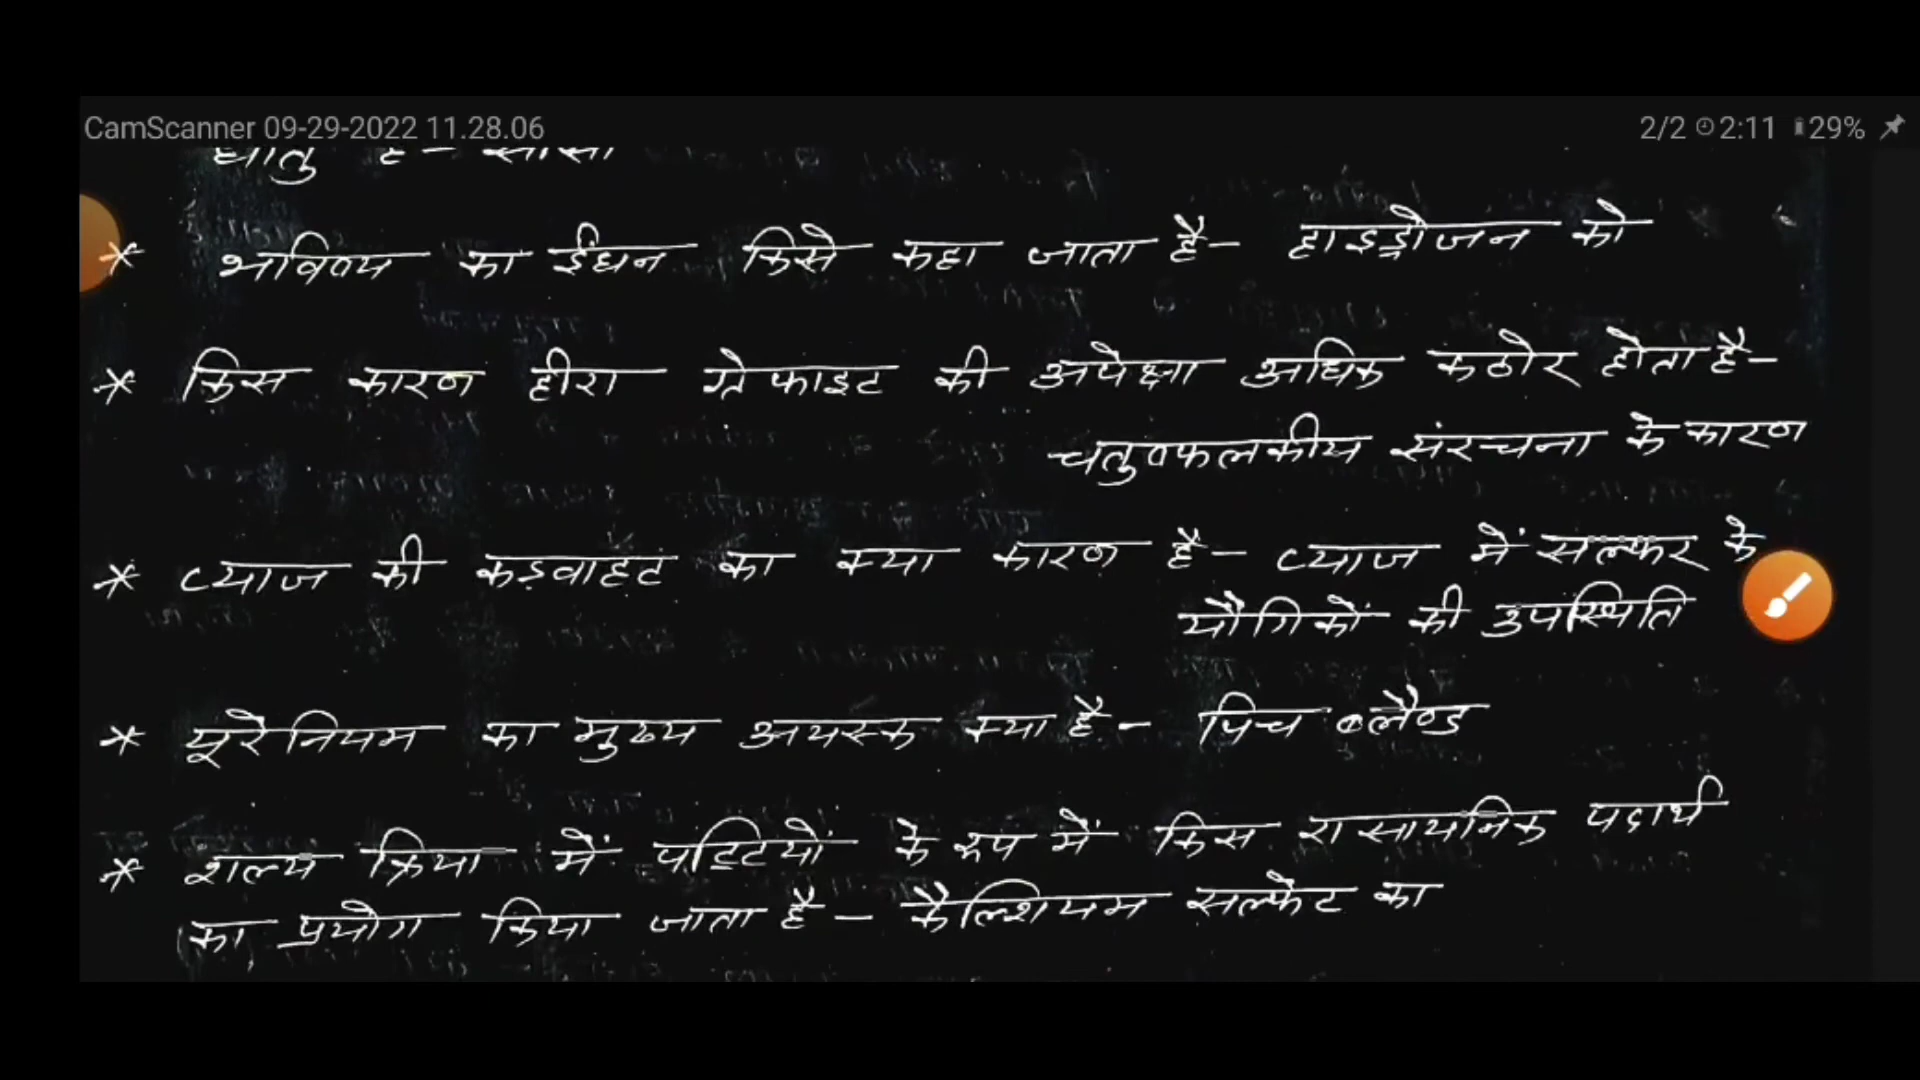 CamScanner 09-29-2022 11.28.06
2/2 2:11 29%
धातु है - सीसा
* भविष्य का ईंधन किसे कहा जाता है - हाइड्रोजन को
* किस कारण हीरा ग्रेफाइट की अपेक्षा अधिक कठोर होता है -
चतुष्फलकीय संरचना के कारण
* प्याज की कड़वाहट का क्या कारण है - प्याज में सल्फर के
यौगिकों की उपस्थिति
* यूरेनियम का मुख्य अयस्क क्या है - पिच ब्लैण्ड
* शल्य क्रिया में पट्टियों के रूप में किस रासायनिक पदार्थ
का प्रयोग किया जाता है - कैल्शियम सल्फेट का